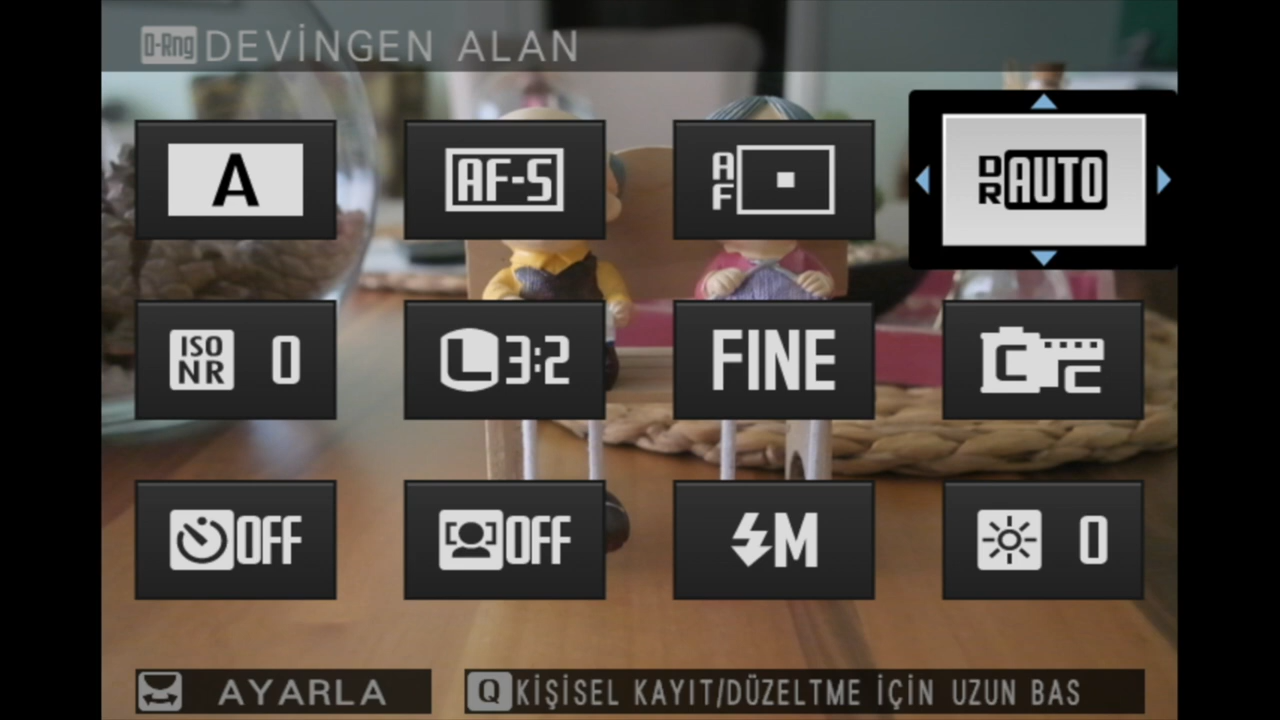 D-Rng DEVİNGEN ALAN
A AF-S AF DR AUTO
ISO NR 0 L 3:2 FINE C C
OFF OFF M 0
AYARLA Q KİŞİSEL KAYIT/DÜZELTME İÇİN UZUN BAS